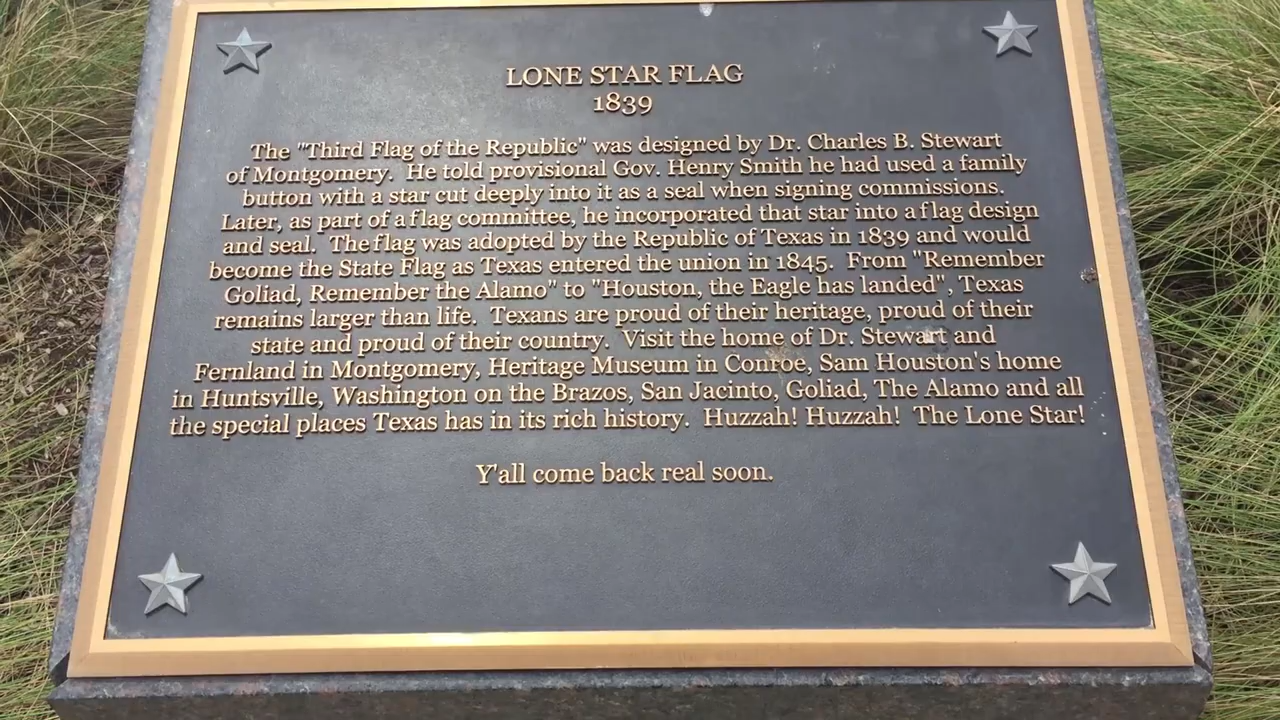 LONE STAR FLAG
1839
The "Third Flag of the Republic" was designed by Dr. Charles B. Stewart
of Montgomery. He told provisional Gov. Henry Smith he had used a family
button with a star cut deeply into it as a seal when signing commissions.
Later, as part of a flag committee, he incorporated that star into a flag design
and seal. The flag was adopted by the Republic of Texas in 1839 and would
become the State Flag as Texas entered the union in 1845. From "Remember
Goliad, Remember the Alamo" to "Houston, the Eagle has landed", Texas
remains larger than life. Texans are proud of their heritage, proud of their
state and proud of their country. Visit the home of Dr. Stewart and
Fernland in Montgomery, Heritage Museum in Conroe, Sam Houston's home
in Huntsville, Washington on the Brazos, San Jacinto, Goliad, The Alamo and all
the special places Texas has in its rich history. Huzzah! Huzzah! The Lone Star!
Y'all come back real soon.